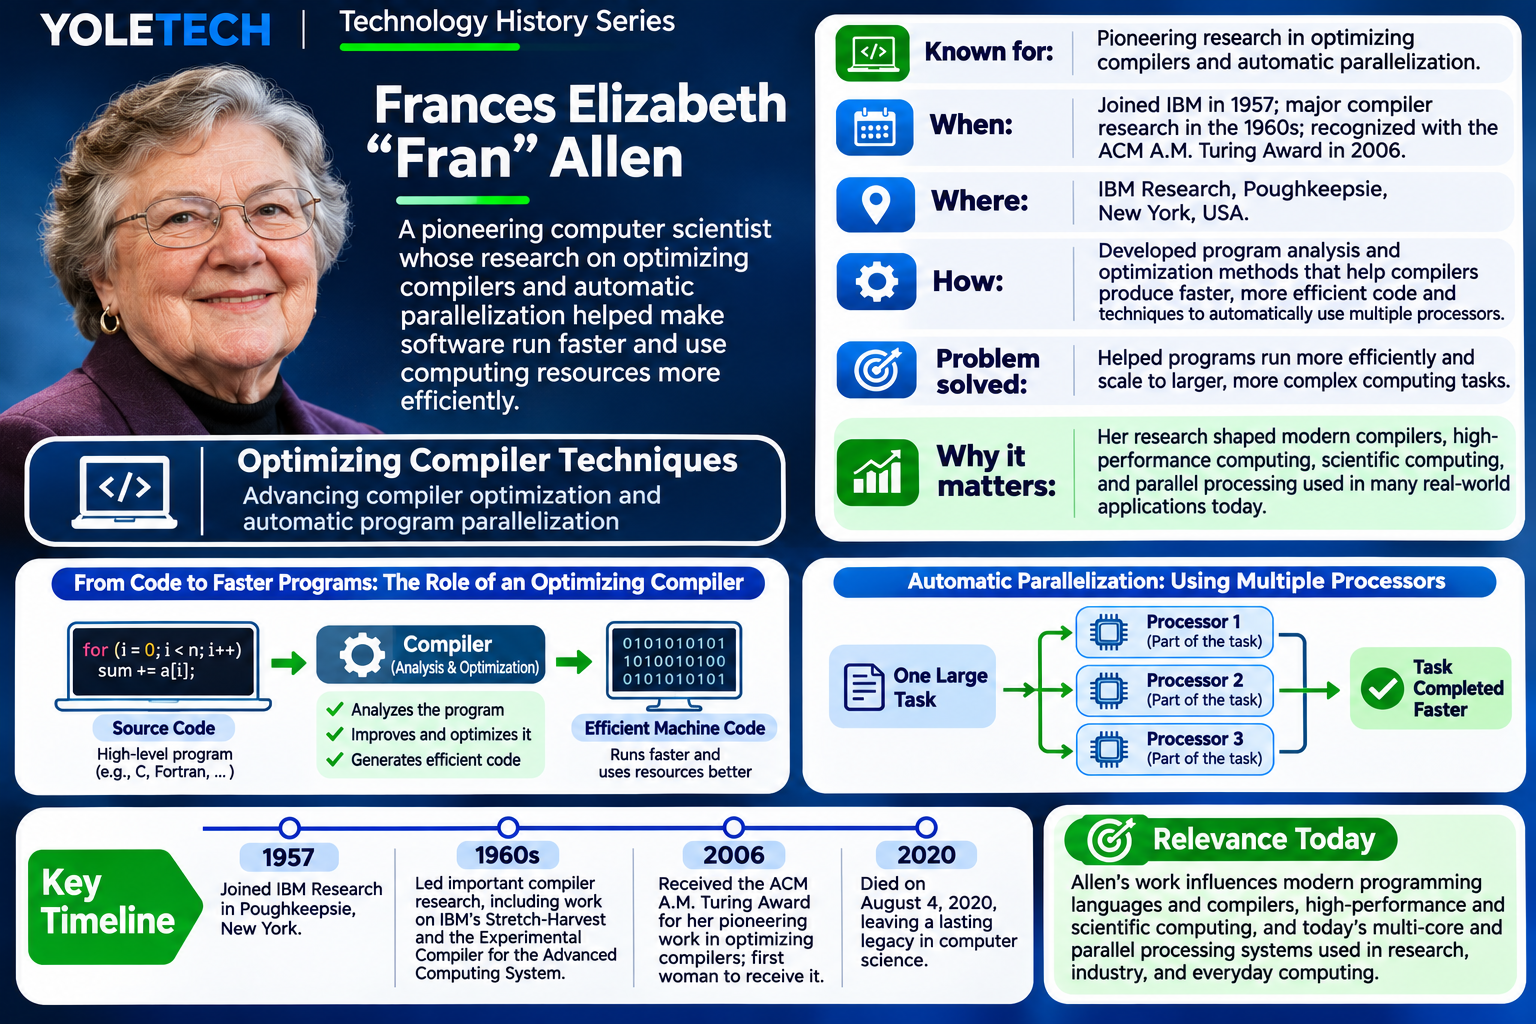 YOLETECH
Technology History Series
Frances Elizabeth
“Fran” Allen
A pioneering computer scientist
whose research on optimizing
compilers and automatic
parallelization helped make
software run faster and use
computing resources more
efficiently.
</>
Optimizing Compiler Techniques
Advancing compiler optimization and
automatic program parallelization
</>
Known for:
Pioneering research in optimizing
compilers and automatic parallelization.
When:
Joined IBM in 1957; major compiler
research in the 1960s; recognized with the
ACM A.M. Turing Award in 2006.
Where:
IBM Research, Poughkeepsie,
New York, USA.
How:
Developed program analysis and
optimization methods that help compilers
produce faster, more efficient code and
techniques to automatically use multiple processors.
Problem
solved:
Helped programs run more efficiently and
scale to larger, more complex computing tasks.
Why it
matters:
Her research shaped modern compilers, high-
performance computing, scientific computing,
and parallel processing used in many real-world
applications today.
From Code to Faster Programs: The Role of an Optimizing Compiler
for (i = 0; i < n; i++)
sum += a[i];
Source Code
High-level program
(e.g., C, Fortran, ... )
Compiler
(Analysis & Optimization)
Analyzes the program
Improves and optimizes it
Generates efficient code
0101010101
1010010100
0101010101
Efficient Machine Code
Runs faster and
uses resources better
Automatic Parallelization: Using Multiple Processors
One Large
Task
Processor 1
(Part of the task)
Processor 2
(Part of the task)
Processor 3
(Part of the task)
Task
Completed
Faster
Key
Timeline
1957
Joined IBM Research
in Poughkeepsie,
New York.
1960s
Led important compiler
research, including work
on IBM's Stretch-Harvest
and the Experimental
Compiler for the Advanced
Computing System.
2006
Received the ACM
A.M. Turing Award
for her pioneering
work in optimizing
compilers; first
woman to receive it.
2020
Died on
August 4, 2020,
leaving a lasting
legacy in computer
science.
Relevance Today
Allen's work influences modern programming
languages and compilers, high-performance and
scientific computing, and today's multi-core and
parallel processing systems used in research,
industry, and everyday computing.